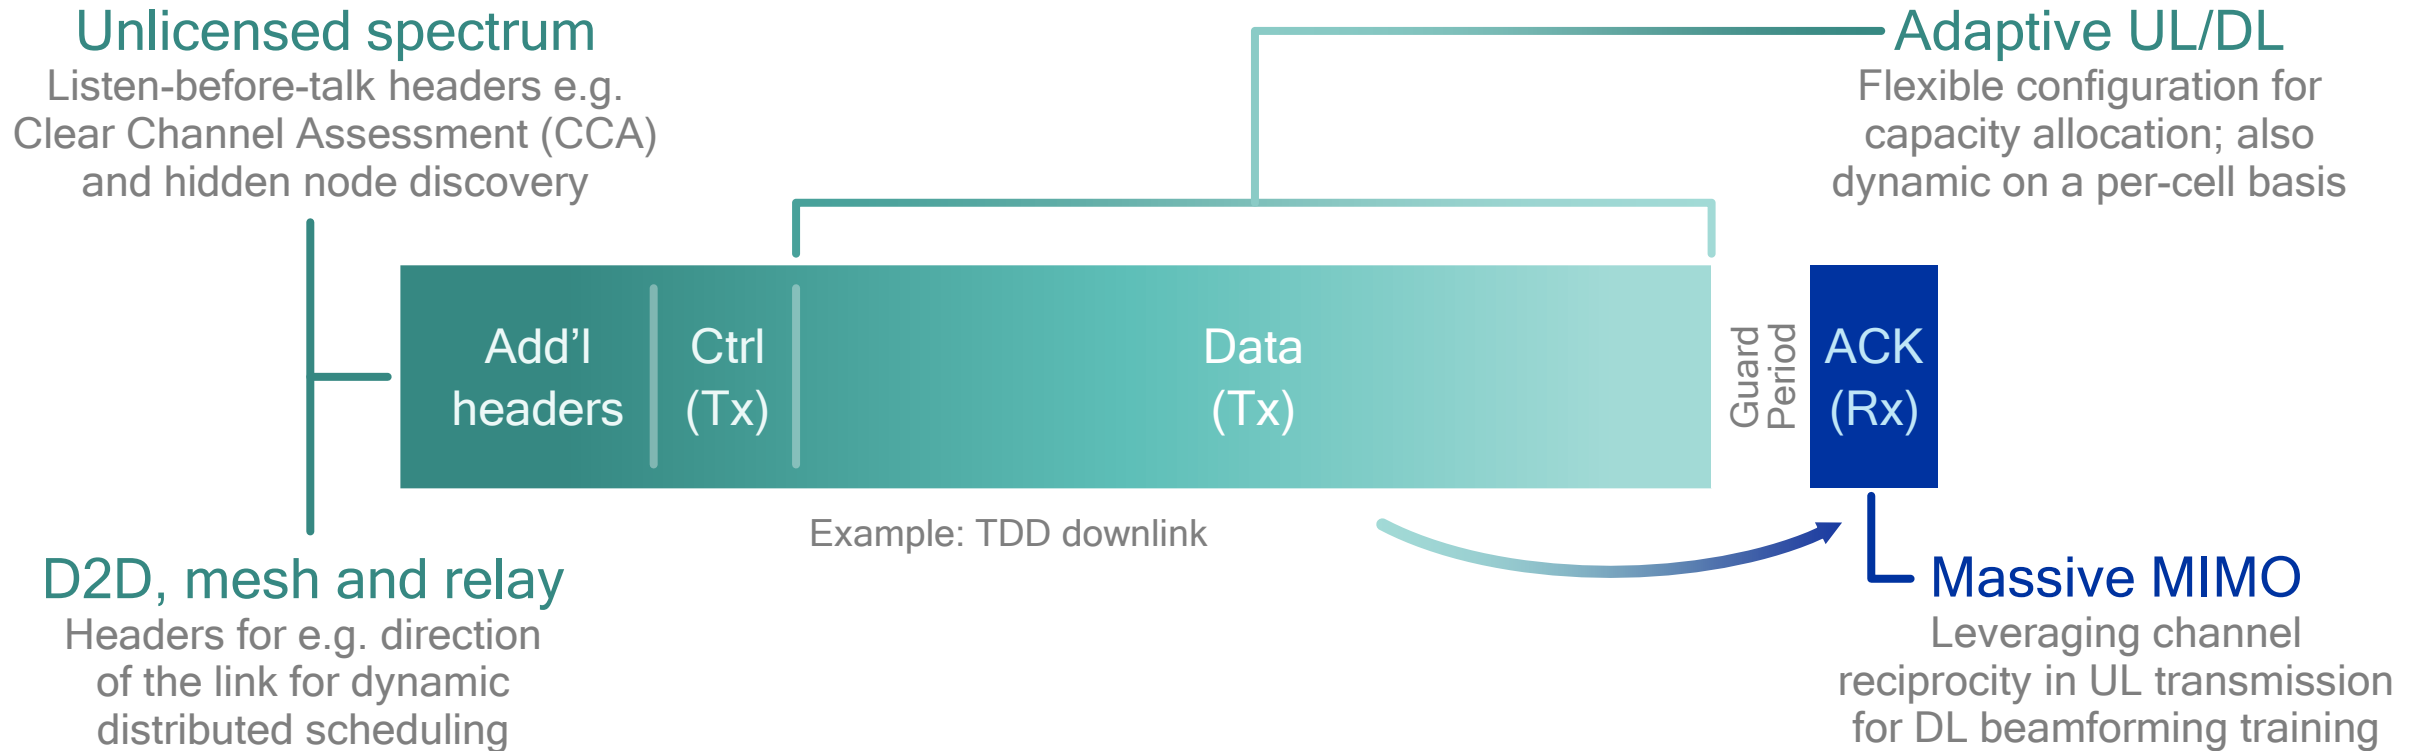 Unlicensed spectrum
Listen-before-talk headers e.g.
Clear Channel Assessment (CCA)
and hidden node discovery
Adaptive UL/DL
Flexible configuration for
capacity allocation; also
dynamic on a per-cell basis
Add’l
headers
Ctrl
(Tx)
Data
(Tx)
Guard
Period
ACK
(Rx)
Example: TDD downlink
D2D, mesh and relay
Headers for e.g. direction
of the link for dynamic
distributed scheduling
Massive MIMO
Leveraging channel
reciprocity in UL transmission
for DL beamforming training